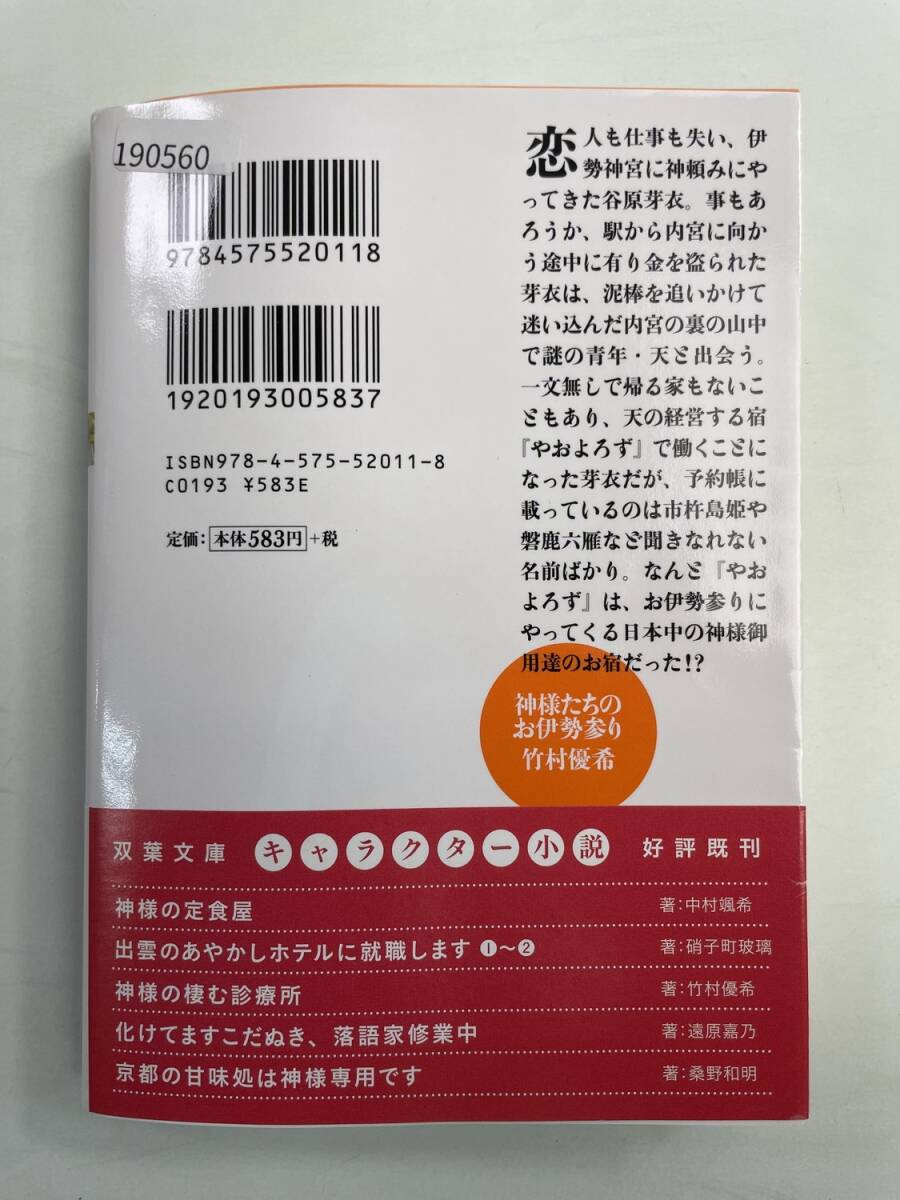 190560
9784575520118
1920193005837
ISBN978-4-575-52011-8
C0193 ¥583E
定価：本体583円+税
恋人も仕事も失い、伊
勢神宮に神頼みにや
ってきた谷原芽衣。事もあ
ろうか、駅から内宮に向か
う途中に有り金を盗られた
芽衣は、泥棒を追いかけて
迷い込んだ内宮の裏の山中
で謎の青年・天と出会う。
一文無しで帰る家もないこ
ともあり、天の経営する宿
『やおよろず』で働くことに
なった芽衣だが、予約帳に
載っているのは市杵島姫や
磐鹿六雁など聞きなれない
名前ばかり。なんと『やお
よろず』は、お伊勢参りに
やってくる日本中の神様御
用達のお宿だった!?
神様たちの
お伊勢参り
竹村優希
双葉文庫 キャラクター小説 好評既刊
神様の定食屋 著：中村颯希
出雲のあやかしホテルに就職します ❶〜❷ 著：硝子町玻璃
神様の棲む診療所 著：竹村優希
化けてますこだぬき、落語家修業中 著：遠原嘉乃
京都の甘味処は神様専用です 著：桑野和明